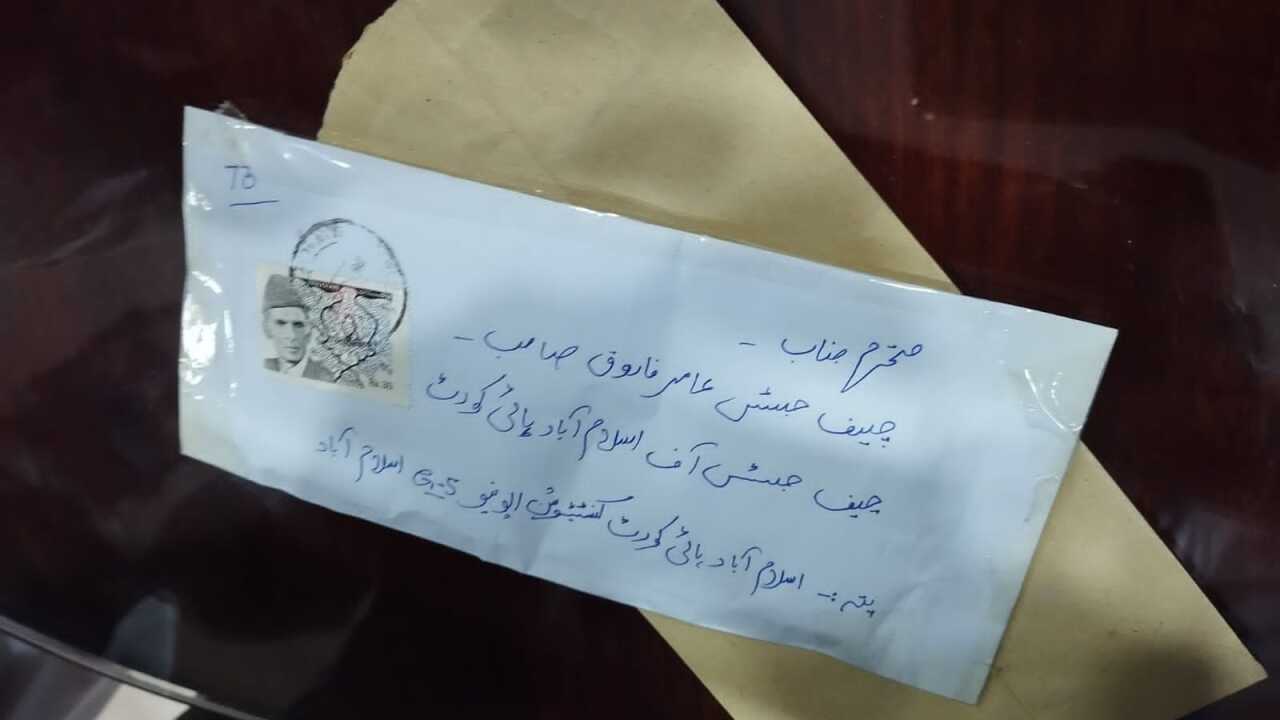 TB
محترم جناب ۔
چیف جسٹس عامر فاروق صاحب ۔
چیف جسٹس آف اسلام آباد ہائی کورٹ
پتہ :۔ اسلام آباد ہائی کورٹ کنسٹیٹیوشن ایونیو G-5 اسلام آباد